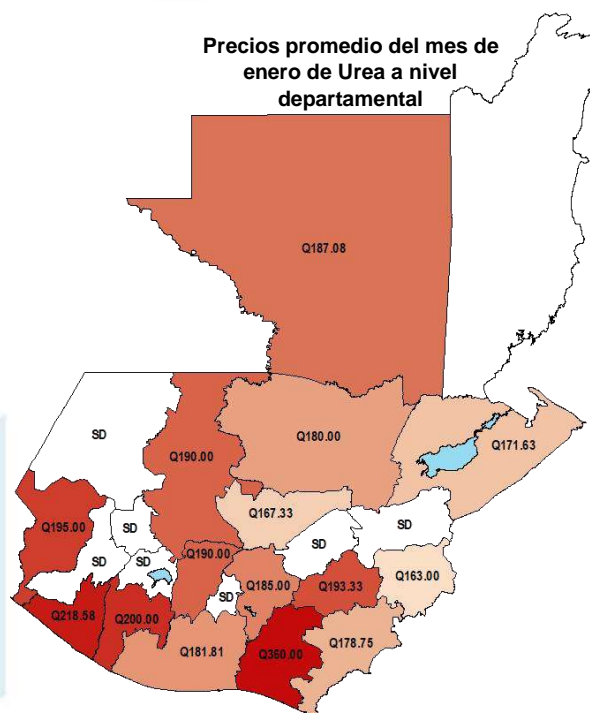 Precios promedio del mes de
enero de Urea a nivel
departamental
Q187.08
SD
Q180.00
Q171.63
Q190.00
Q167.33
SD
SD
SD
Q195.00
SD
SD
Q190.00
Q163.00
Q185.00
Q193.33
SD
Q218.58
Q200.00
Q178.75
Q181.81
Q360.00